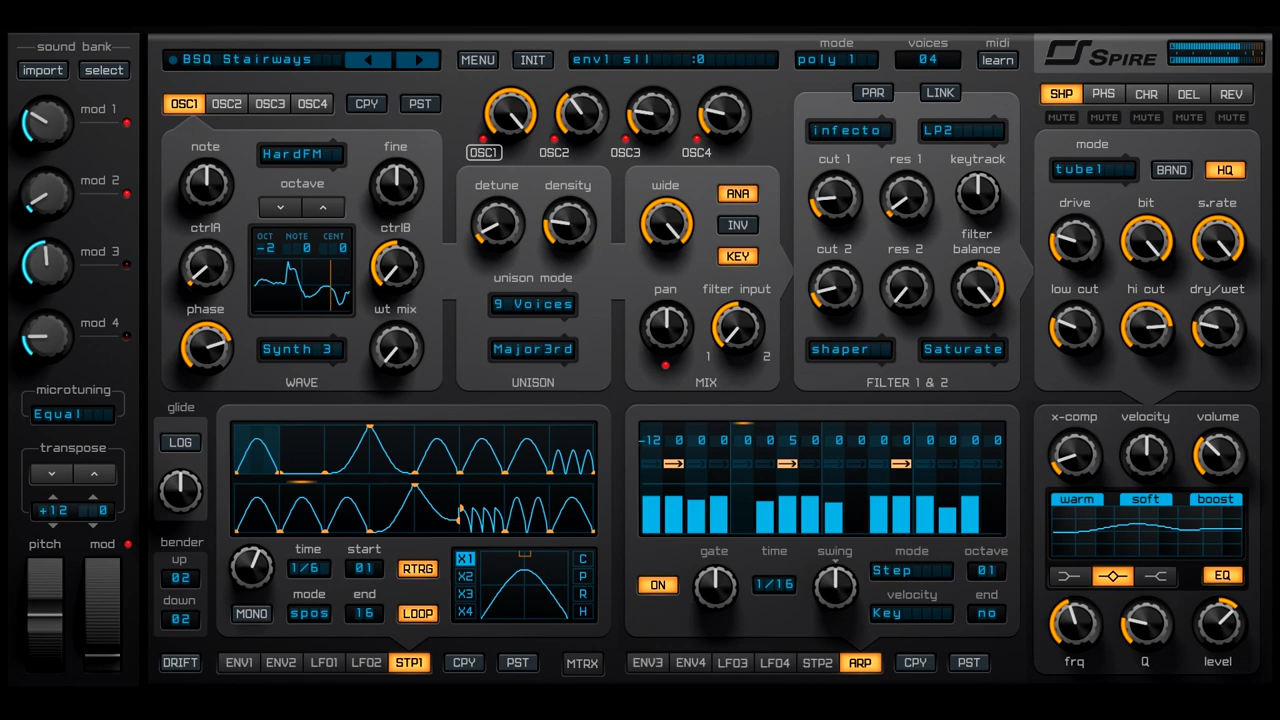 sound bank
import select
mod 1
mod 2
mod 3
mod 4
microtuning
Equal
transpose
+12 0
pitch mod
BSQ Stairways
MENU INIT
env1 sll :0
mode
poly 1
voices
04
midi
learn
SPIRE
OSC1 OSC2 OSC3 OSC4 CPY PST
note
HardFM
fine
octave
ctrlA
OCT NOTE CENT
-2 0 0
ctrlB
phase
Synth 3
wt mix
WAVE
OSC1 OSC2 OSC3 OSC4
detune density
unison mode
9 Voices
Major3rd
UNISON
wide
ANA
INV
KEY
pan filter input
1 2
MIX
PAR LINK
infecto LP2
cut 1 res 1 keytrack
cut 2 res 2 filter
balance
shaper Saturate
FILTER 1 & 2
SHP PHS CHR DEL REV
MUTE MUTE MUTE MUTE MUTE
mode
tube1 BAND HQ
drive bit s.rate
low cut hi cut dry/wet
glide
LOG
bender
up
02
down
02
DRIFT
time start
1/6 01 RTRG
mode end
MONO spos 16 LOOP
X1 C
X2 P
X3 R
X4 H
ENV1 ENV2 LFO1 LFO2 STP1 CPY PST
MTRX
-12 0 0 0 0 0 5 0 0 0 0 0 0 0 0 0
gate time swing mode octave
ON 1/16 Step 01
velocity end
Key no
ENV3 ENV4 LFO3 LFO4 STP2 ARP CPY PST
x-comp velocity volume
warm soft boost
EQ
frq Q level